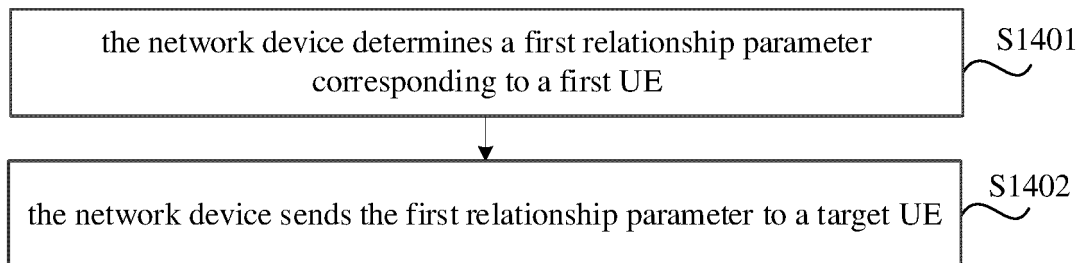 the network device determines a first relationship parameter
corresponding to a first UE
S1401
the network device sends the first relationship parameter to a target UE
S1402